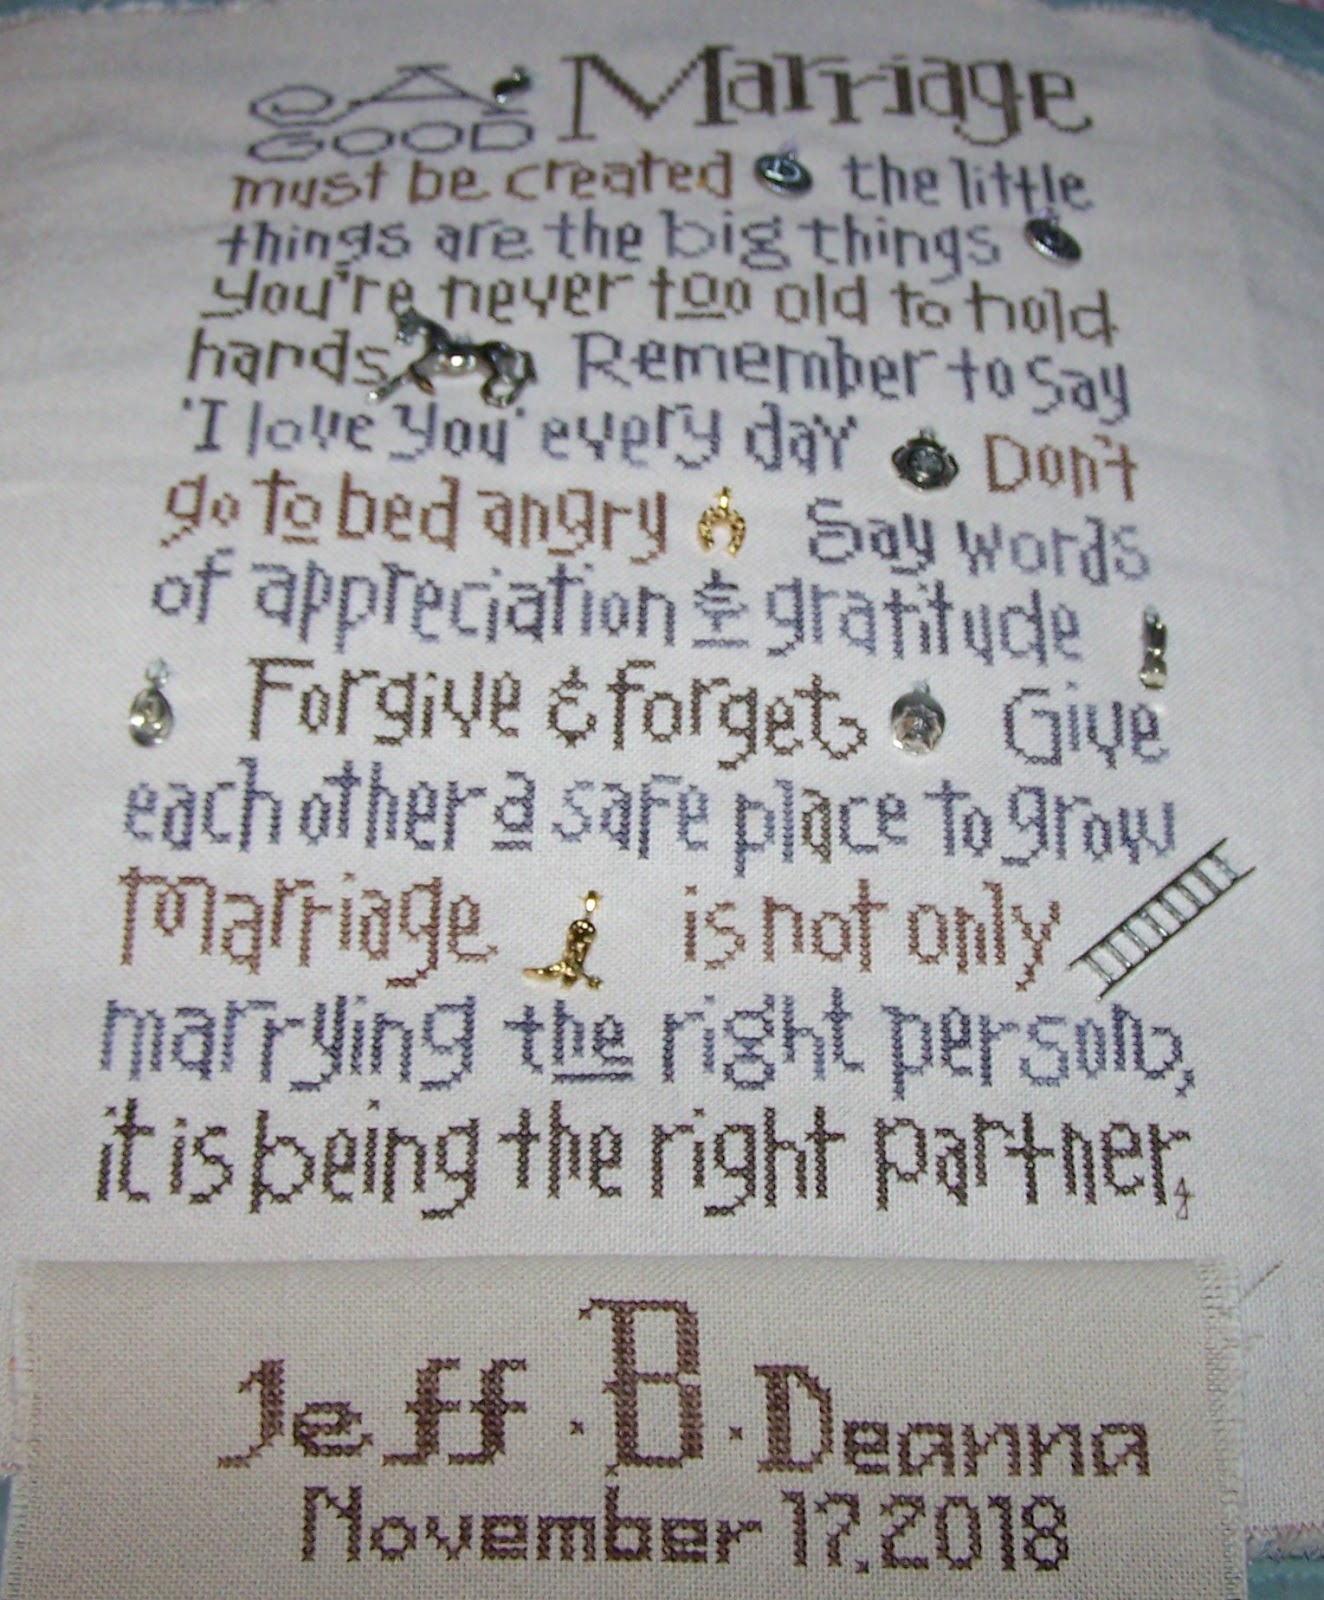 A GOOD Marriage
must be created the little
things are the big things
you're never too old to hold
hands Remember to say
'I love you' every day Don't
go to bed angry Say words
of appreciation & gratitude
Forgive & forget Give
each other a safe place to grow
Marriage is not only
marrying the right person,
it is being the right partner
Jeff · B · Deanna
November 17, 2018